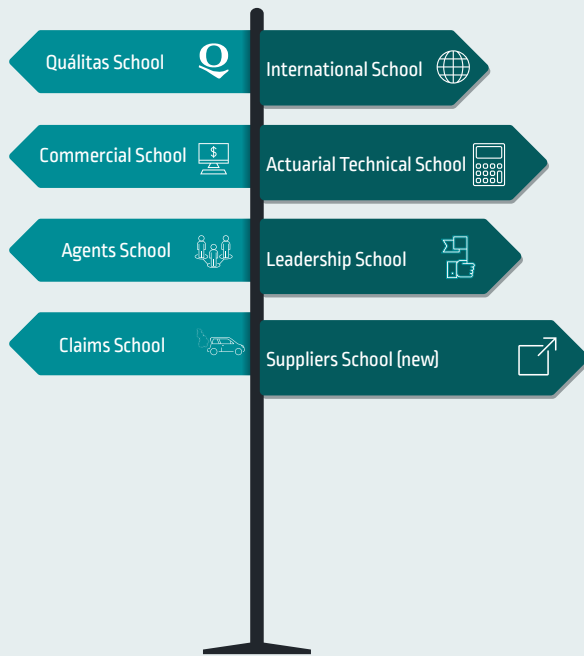 Quálitas School
International School
Commercial School
$
Actuarial Technical School
Agents School
Leadership School
Claims School
Suppliers School (new)